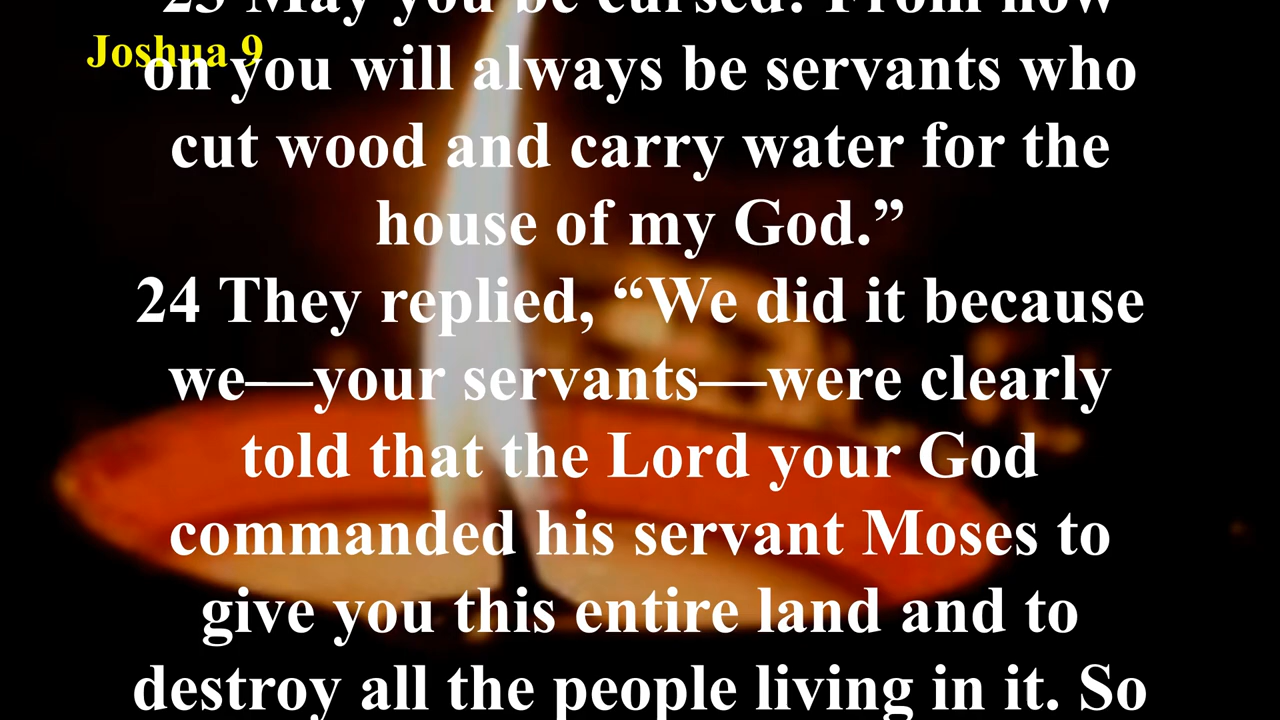 23 May you be cursed! From now
Joshua 9
on you will always be servants who
cut wood and carry water for the
house of my God.”
24 They replied, “We did it because
we—your servants—were clearly
told that the Lord your God
commanded his servant Moses to
give you this entire land and to
destroy all the people living in it. So